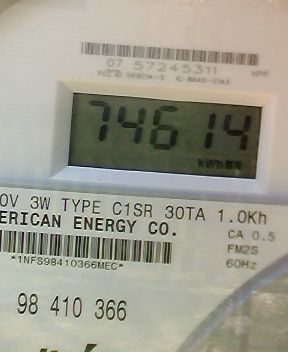 07 57245311
74614
kWh
0V 3W TYPE C1SR 30TA 1.0Kh
ERICAN ENERGY CO.
CA 0.5
FM2S
60Hz
*1NFS98410366MEC*
98 410 366